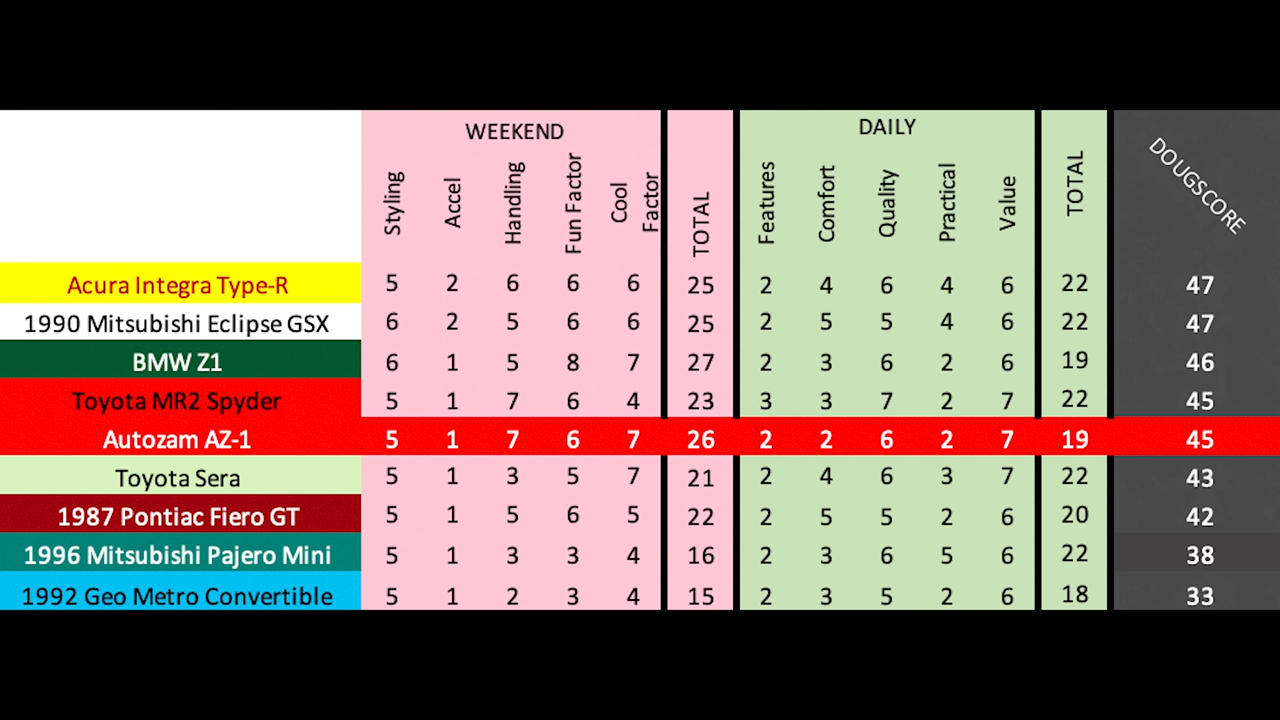 WEEKEND DAILY
Styling Accel Handling Fun Factor Cool Factor TOTAL Features Comfort Quality Practical Value TOTAL DOUGSCORE
Acura Integra Type-R 5 2 6 6 6 25 2 4 6 4 6 22 47
1990 Mitsubishi Eclipse GSX 6 2 5 6 6 25 2 5 5 4 6 22 47
BMW Z1 6 1 5 8 7 27 2 3 6 2 6 19 46
Toyota MR2 Spyder 5 1 7 6 4 23 3 3 7 2 7 22 45
Autozam AZ-1 5 1 7 6 7 26 2 2 6 2 7 19 45
Toyota Sera 5 1 3 5 7 21 2 4 6 3 7 22 43
1987 Pontiac Fiero GT 5 1 5 6 5 22 2 5 5 2 6 20 42
1996 Mitsubishi Pajero Mini 5 1 3 3 4 16 2 3 6 5 6 22 38
1992 Geo Metro Convertible 5 1 2 3 4 15 2 3 5 2 6 18 33